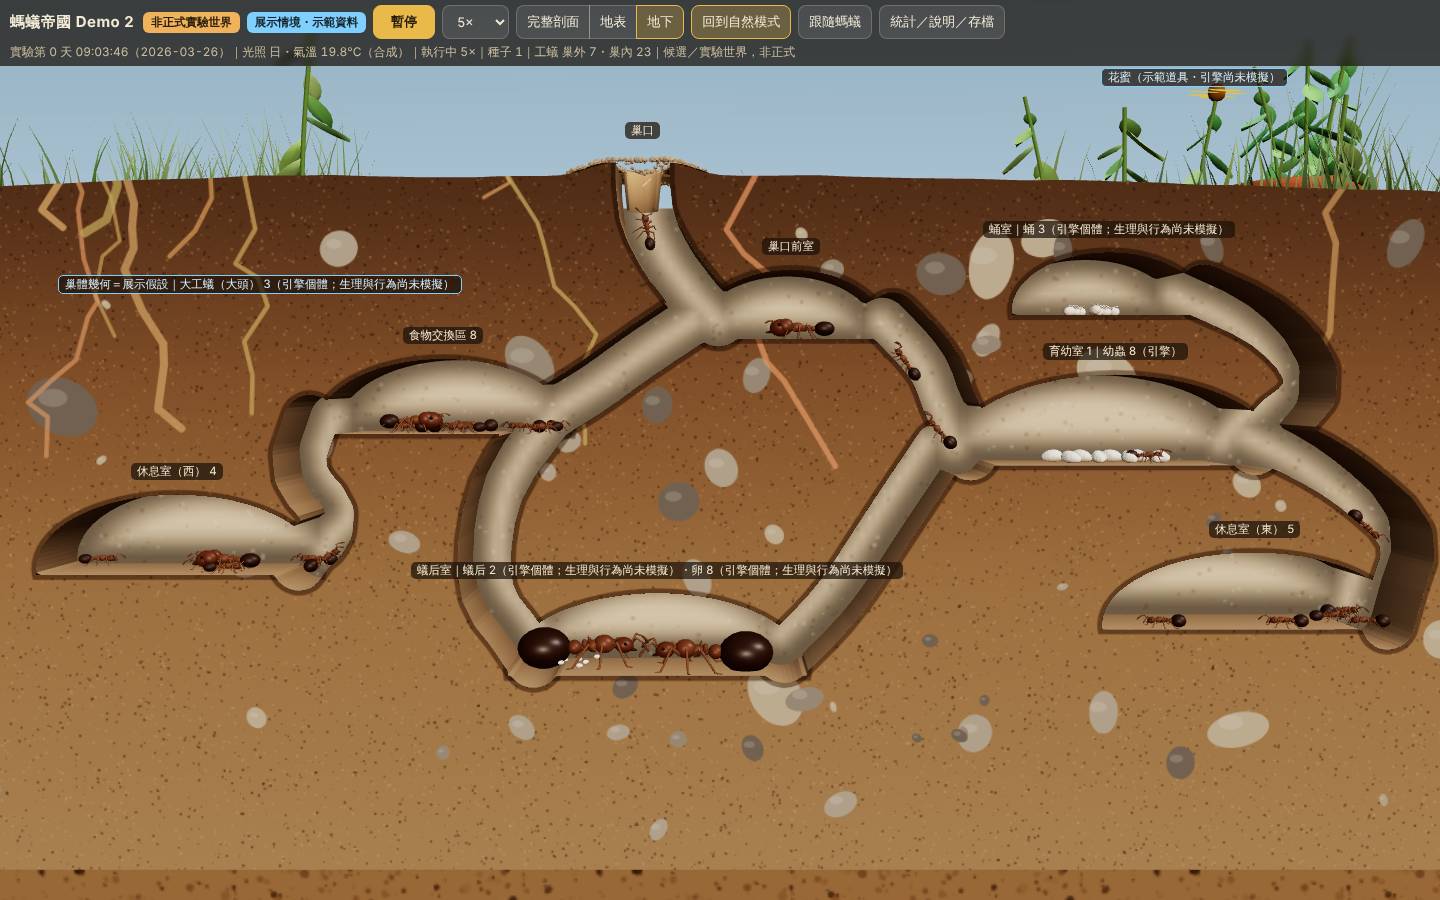 螞蟻帝國 Demo 2 非正式實驗世界 展示情境・示範資料 暫停 5× 完整剖面 地表 地下 回到自然模式 跟隨螞蟻 統計／說明／存檔
實驗第 0 天 09:03:46（2026-03-26）｜光照 日・氣溫 19.8°C（合成）｜執行中 5×｜種子 1｜工蟻 巢外 7・巢內 23｜候選／實驗世界，非正式
花蜜（示範道具・引擎尚未模擬）
巢口
蛹室｜蛹 3（引擎個體；生理與行為尚未模擬）
巢口前室
巢體幾何＝展示假設｜大工蟻（大頭） 3（引擎個體；生理與行為尚未模擬）
食物交換區 8
育幼室 1｜幼蟲 8（引擎）
休息室（西） 4
休息室（東） 5
蟻后室｜蟻后 2（引擎個體；生理與行為尚未模擬）・卵 8（引擎個體；生理與行為尚未模擬）